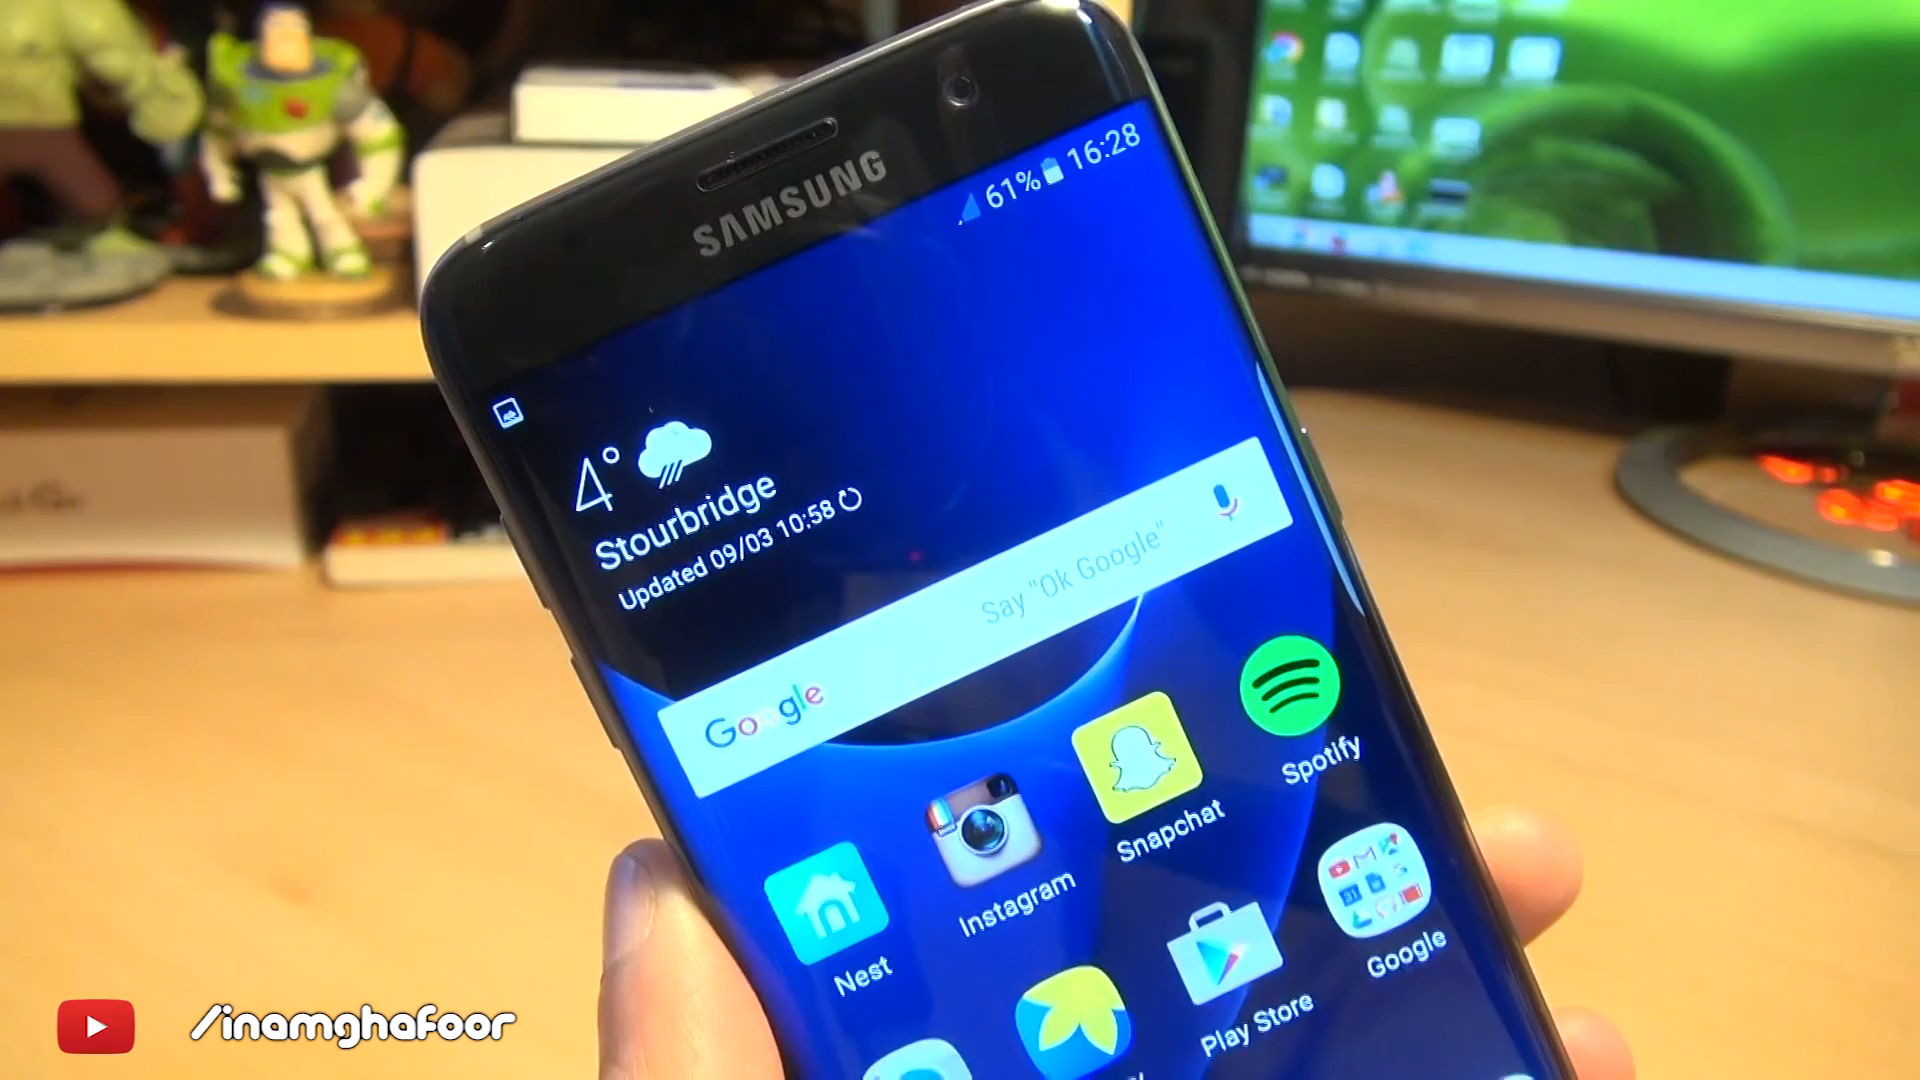 SAMSUNG
61% 16:28
4°
Stourbridge
Updated 09/03 10:58
Google Say "Ok Google"
Spotify
Snapchat
Instagram
Nest
Google
Play Store
/inamghafoor